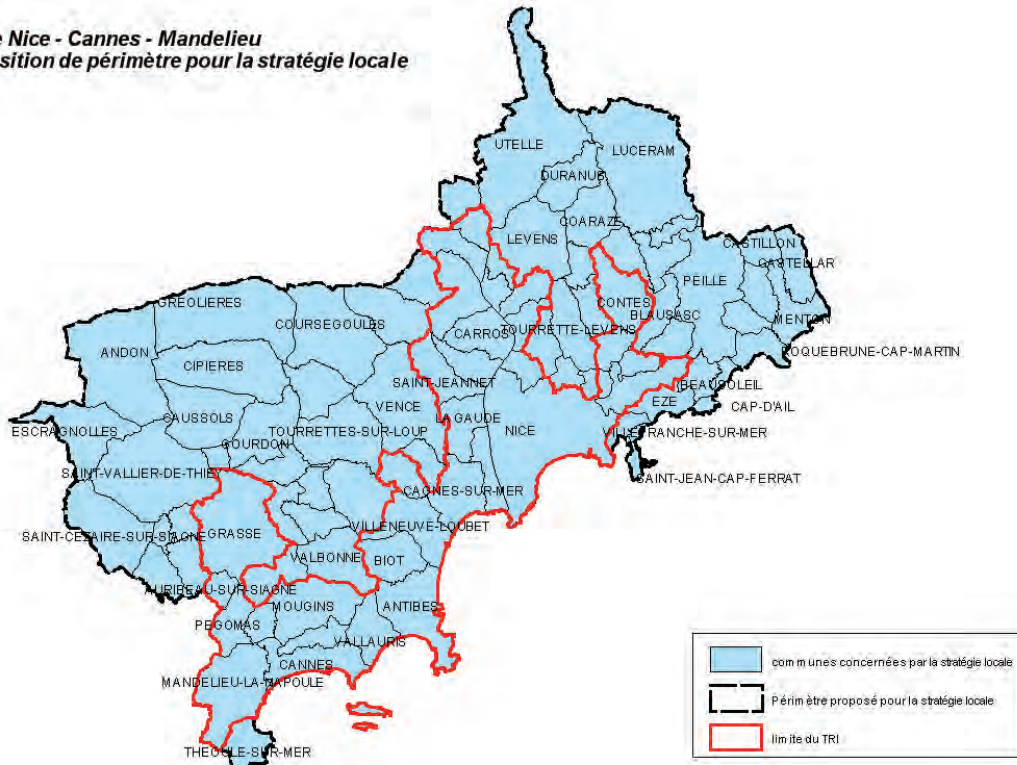 e Nice - Cannes - Mandelieu
sition de périmètre pour la stratégie locale
UTELLE
LUCERAM
DURANUS
COARAZE
LEVENS
CASTILLON
CASTELLAR
PEILLE
GREOLIERES
CONTES
BLAUSASC
MENTON
COURSEGOULES
CARROS
TOURRETTE-LEVENS
ANDON
ROQUEBRUNE-CAP-MARTIN
CIPIERES
SAINT-JEANNET
BEAUSOLEIL
EZE
CAP-D'AIL
VENCE
CAUSSOLS
LA GAUDE
ESCRAGNOLLES
TOURRETTES-SUR-LOUP
NICE
VILLEFRANCHE-SUR-MER
GOURDON
SAINT-VALLIER-DE-THIEY
SAINT-JEAN-CAP-FERRAT
CAGNES-SUR-MER
VILLENEUVE-LOUBET
SAINT-CEZAIRE-SUR-SIAGNE
GRASSE
VALBONNE
BIOT
AURIBEAU-SUR-SIAGNE
MOUGINS
ANTIBES
PEGOMAS
VALLAURIS
CANNES
MANDELIEU-LA-NAPOULE
THEOULE-SUR-MER
communes concernées par la stratégie locale
Périmètre proposé pour la stratégie locale
limite du TRI